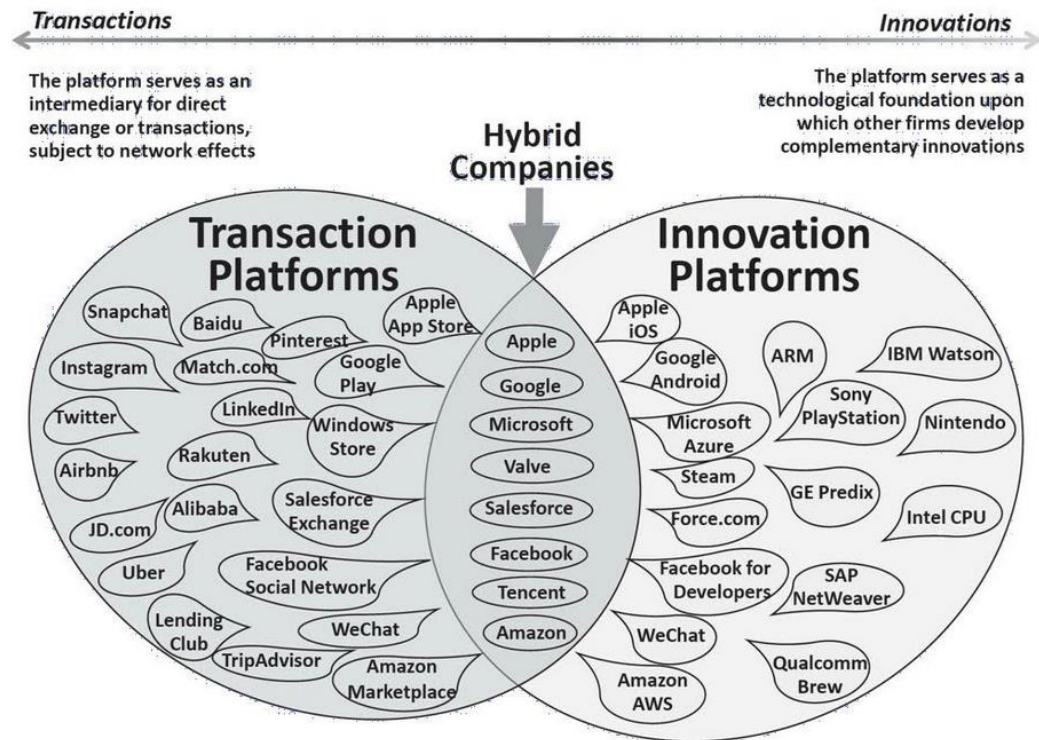 Transactions
Innovations
The platform serves as an
intermediary for direct
exchange or transactions,
subject to network effects
The platform serves as a
technological foundation upon
which other firms develop
complementary innovations
Hybrid
Companies
Transaction
Platforms
Innovation
Platforms
Snapchat
Baidu
Pinterest
Apple
App Store
Instagram
Match.com
Google
Play
Twitter
LinkedIn
Windows
Store
Airbnb
Rakuten
JD.com
Alibaba
Salesforce
Exchange
Uber
Facebook
Social Network
Lending
Club
WeChat
TripAdvisor
Amazon
Marketplace
Apple
Google
Microsoft
Valve
Salesforce
Facebook
Tencent
Amazon
Apple
iOS
Google
Android
ARM
IBM Watson
Sony
PlayStation
Nintendo
Microsoft
Azure
Steam
GE Predix
Intel CPU
Force.com
Facebook for
Developers
SAP
NetWeaver
WeChat
Amazon
AWS
Qualcomm
Brew